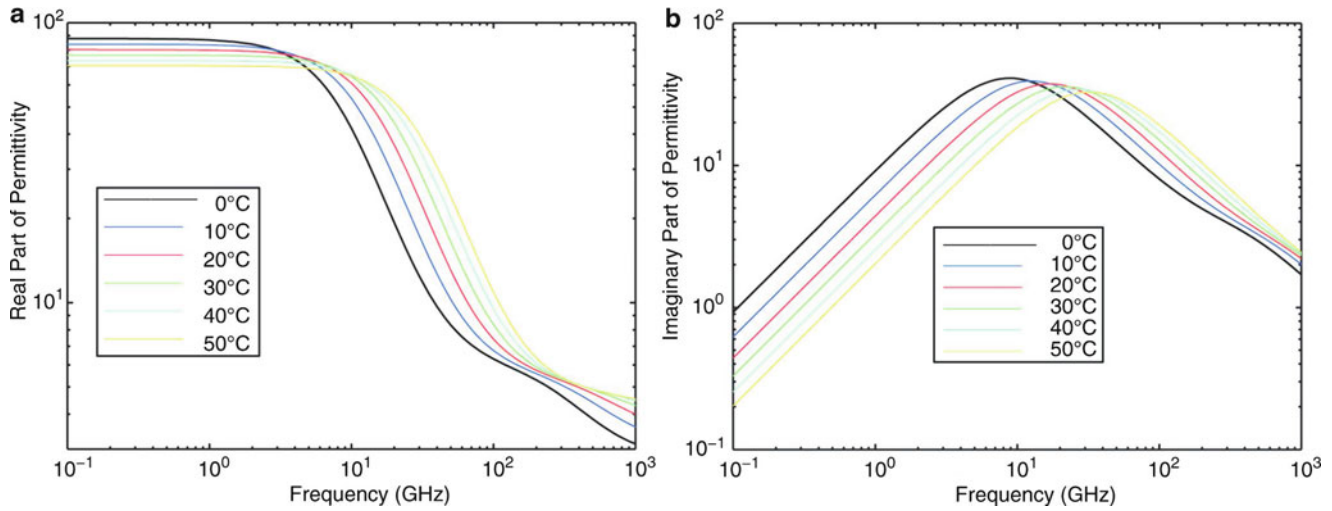 a
Real Part of Permittivity
10²
10¹
0°C
10°C
20°C
30°C
40°C
50°C
10⁻¹ 10⁰ 10¹ 10² 10³
Frequency (GHz)
b
Imaginary Part of Permittivity
10²
10¹
10⁰
10⁻¹
0°C
10°C
20°C
30°C
40°C
50°C
10⁻¹ 10⁰ 10¹ 10² 10³
Frequency (GHz)